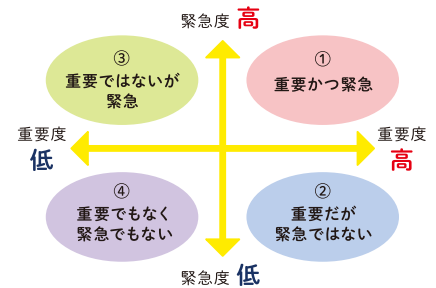 緊急度 高
③
重要ではないが
緊急
①
重要かつ緊急
重要度
低
重要度
高
④
重要でもなく
緊急でもない
②
重要だが
緊急ではない
緊急度 低